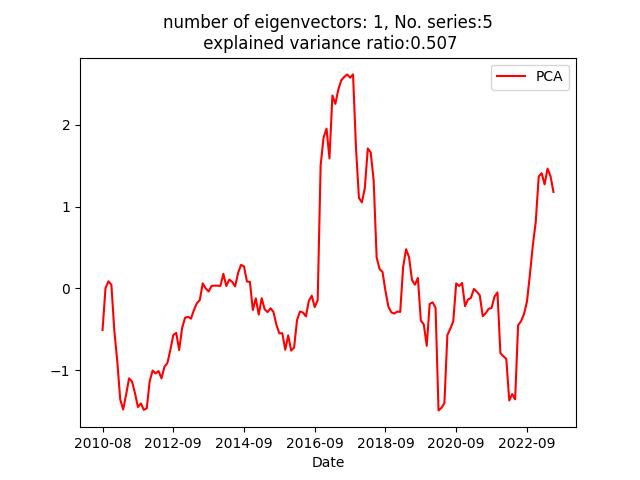 number of eigenvectors: 1, No. series:5
explained variance ratio:0.507
PCA
2
1
0
−1
2010-08 2012-09 2014-09 2016-09 2018-09 2020-09 2022-09
Date